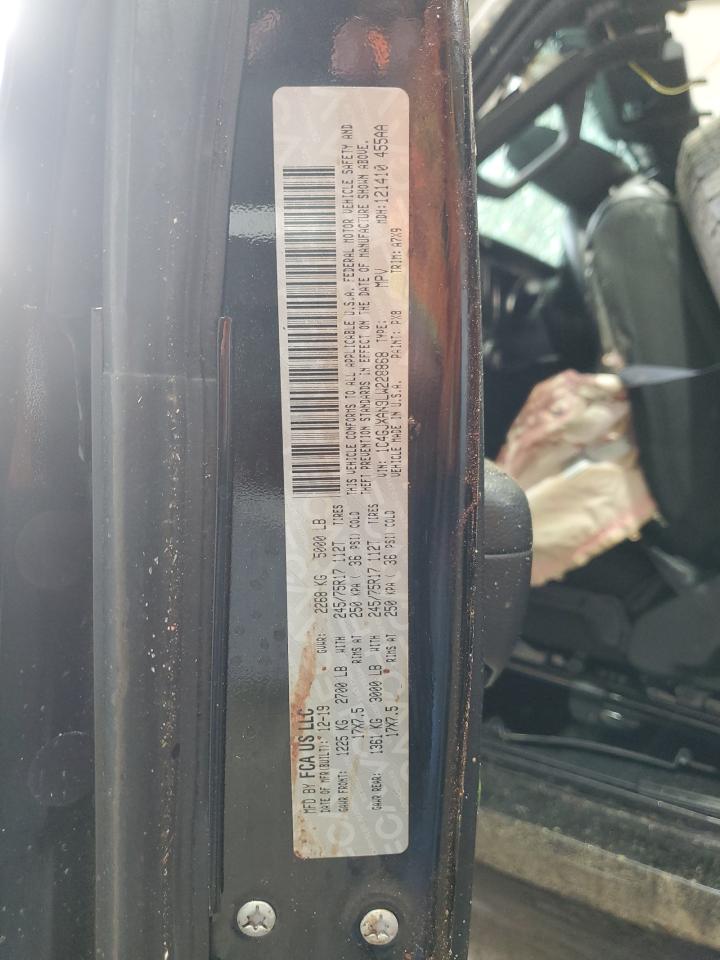 MFD BY FCA US LLC
DATE OF MFR(BUILT): 12-19 GVWR: 2268 KG 5000 LB
GAWR FRONT: 1225 KG 2700 LB WITH 245/75R17 112T TIRES
17X7.5 RIMS AT 250 KPA ( 36 PSI) COLD
GAWR REAR: 1361 KG 3000 LB WITH 245/75R17 112T TIRES
17X7.5 RIMS AT 250 KPA ( 36 PSI) COLD
THIS VEHICLE CONFORMS TO ALL APPLICABLE U.S.A. FEDERAL MOTOR VEHICLE SAFETY AND
THEFT PREVENTION STANDARDS IN EFFECT ON THE DATE OF MANUFACTURE SHOWN ABOVE.
VIN: 1C4GJXAN9LW228868 TYPE: MPV MDH:121410 455AA
VEHICLE MADE IN U.S.A. PAINT: PX8 TRIM: A7X9